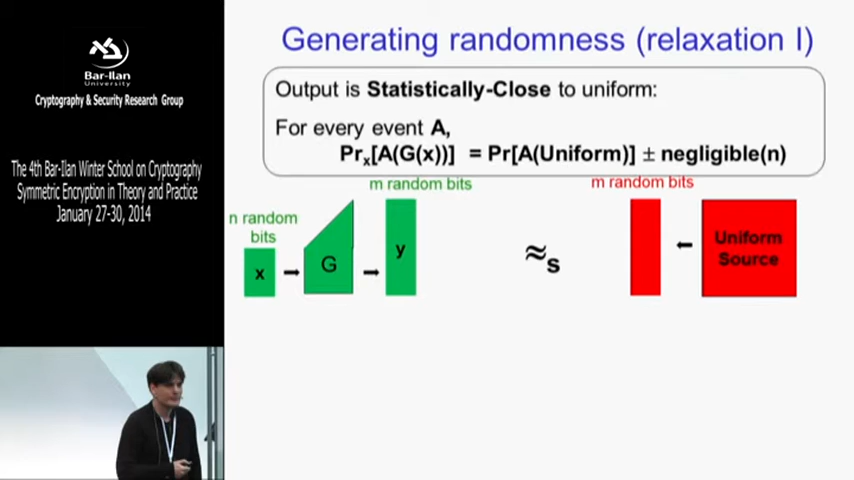 Bar-Ilan
University
Cryptography & Security Research Group
The 4th Bar-Ilan Winter School on Cryptography
Symmetric Encryption in Theory and Practice
January 27-30, 2014
Generating randomness (relaxation I)
Output is Statistically-Close to uniform:
For every event A,
Prx[A(G(x))] = Pr[A(Uniform)] ± negligible(n)
m random bits
m random bits
n random
bits
x
G
y
≈s
Uniform
Source